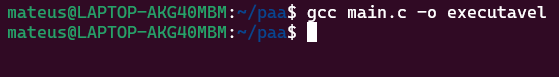 mateus@LAPTOP-AKG40MBM:~/paa$ gcc main.c -o executavel
mateus@LAPTOP-AKG40MBM:~/paa$